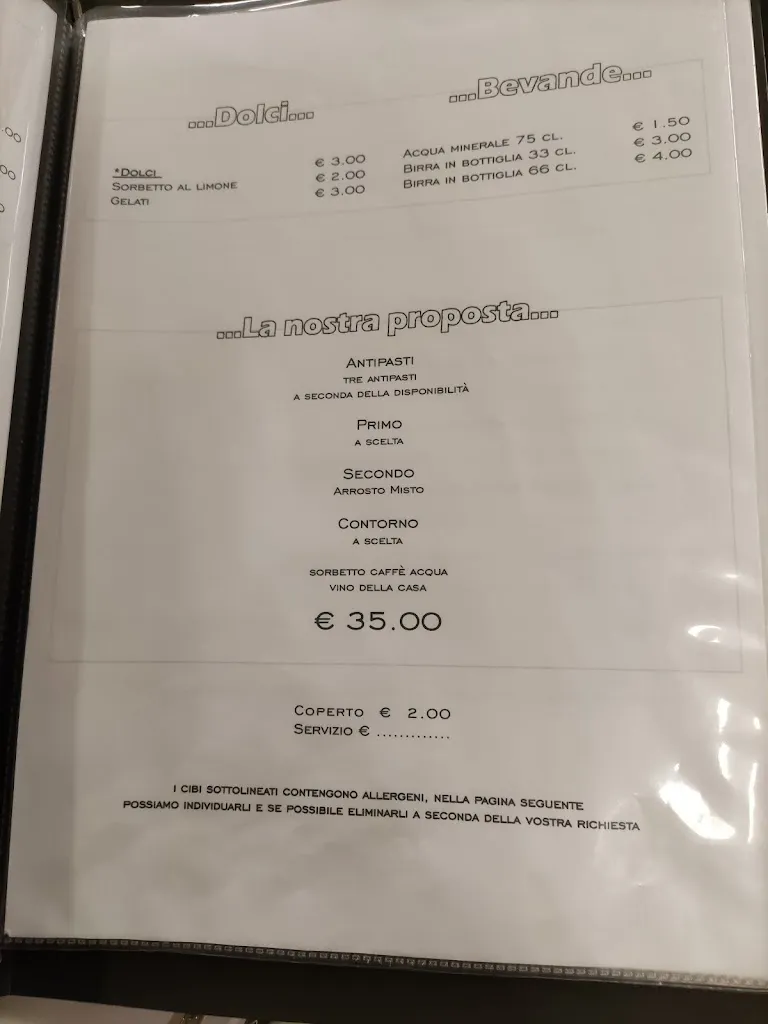 ...Dolci...
*Dolci € 3.00
Sorbetto al limone € 2.00
Gelati € 3.00
...Bevande...
Acqua minerale 75 cl. € 1.50
Birra in bottiglia 33 cl. € 3.00
Birra in bottiglia 66 cl. € 4.00
...La nostra proposta...
Antipasti
tre antipasti
a seconda della disponibilità
Primo
a scelta
Secondo
Arrosto Misto
Contorno
a scelta
sorbetto caffè acqua
vino della casa
€ 35.00
Coperto € 2.00
Servizio € .............
I cibi sottolineati contengono allergeni, nella pagina seguente
possiamo individuarli e se possibile eliminarli a seconda della vostra richiesta